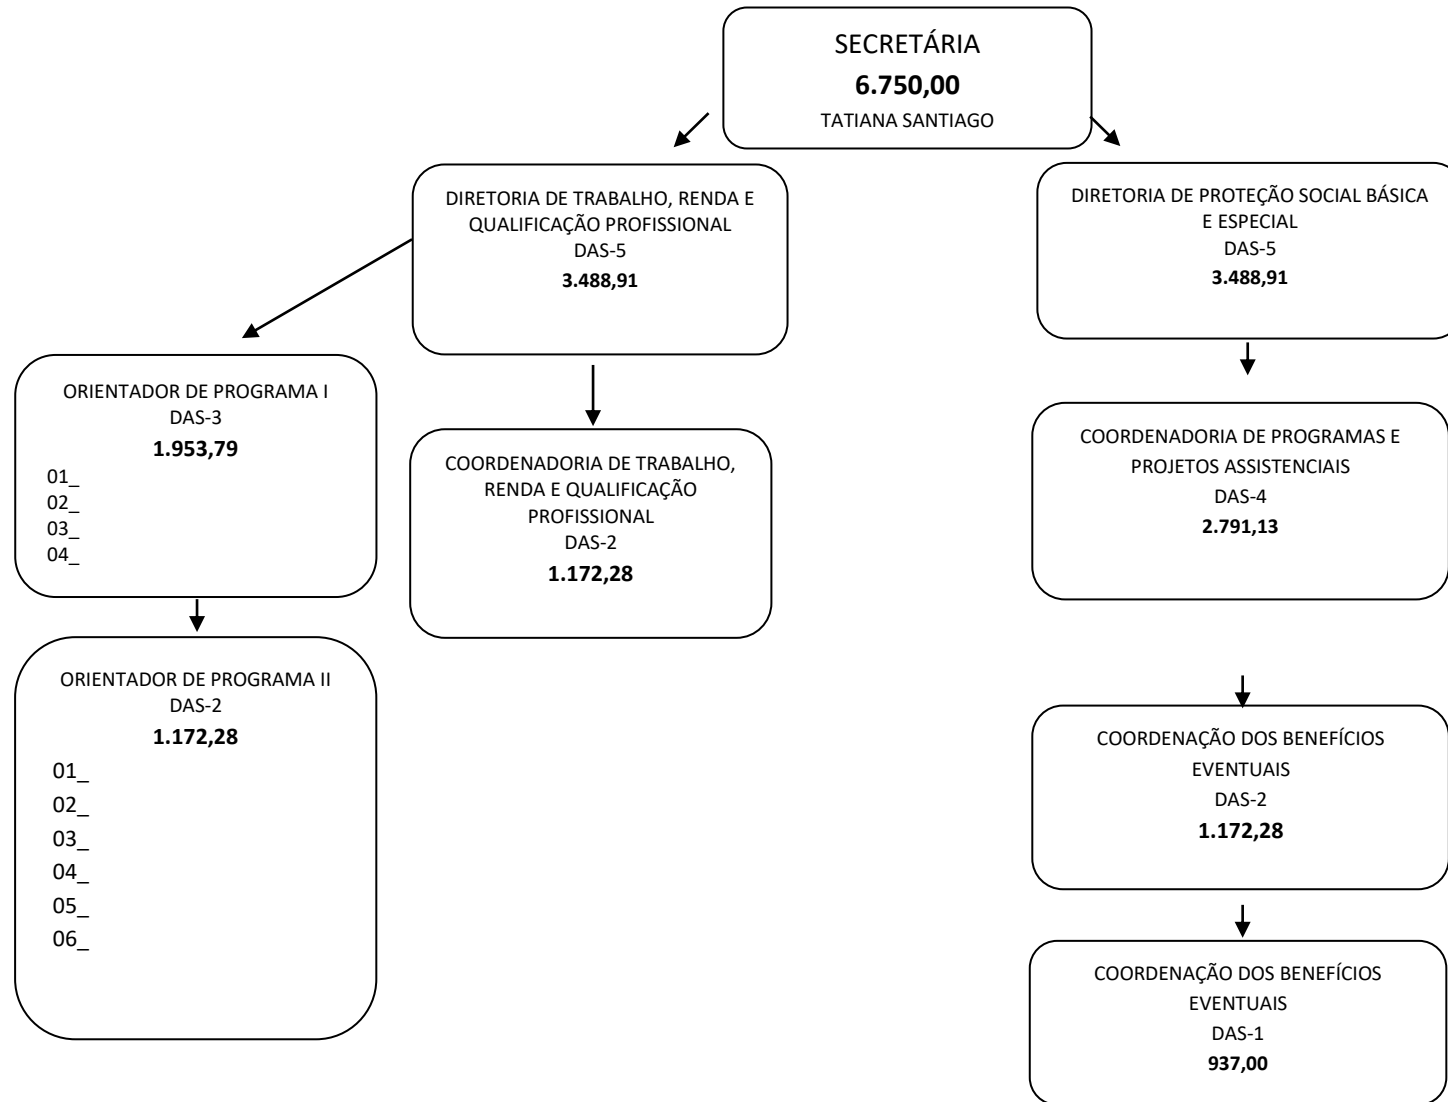 SECRETÁRIA
6.750,00
TATIANA SANTIAGO
DIRETORIA DE TRABALHO, RENDA E
QUALIFICAÇÃO PROFISSIONAL
DAS-5
3.488,91
DIRETORIA DE PROTEÇÃO SOCIAL BÁSICA
E ESPECIAL
DAS-5
3.488,91
ORIENTADOR DE PROGRAMA I
DAS-3
1.953,79
01_
02_
03_
04_
COORDENADORIA DE TRABALHO,
RENDA E QUALIFICAÇÃO
PROFISSIONAL
DAS-2
1.172,28
COORDENADORIA DE PROGRAMAS E
PROJETOS ASSISTENCIAIS
DAS-4
2.791,13
ORIENTADOR DE PROGRAMA II
DAS-2
1.172,28
01_
02_
03_
04_
05_
06_
COORDENAÇÃO DOS BENEFÍCIOS
EVENTUAIS
DAS-2
1.172,28
COORDENAÇÃO DOS BENEFÍCIOS
EVENTUAIS
DAS-1
937,00